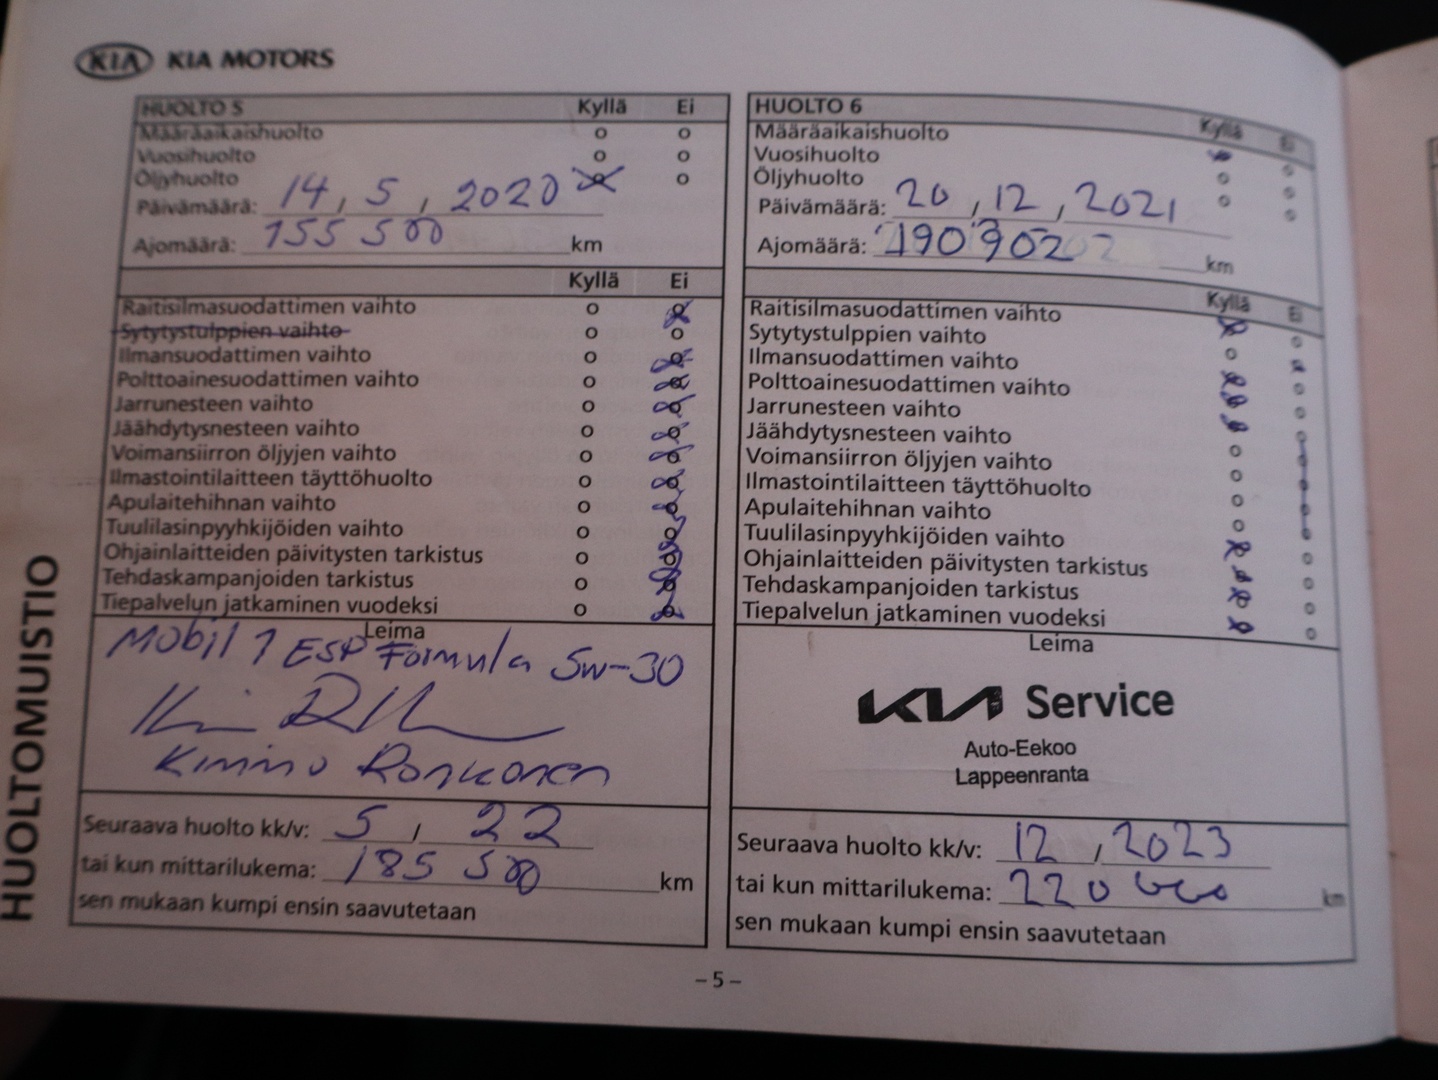 KIA KIA MOTORS
HUOLTO 5 Kyllä Ei
Määräaikaishuolto
Vuosihuolto
Öljyhuolto
Päivämäärä: 14, 5, 2020
Ajomäärä: 155 500 km
Kyllä Ei
Raitisilmasuodattimen vaihto
Sytytystulppien vaihto
Ilmansuodattimen vaihto
Polttoainesuodattimen vaihto
Jarrunesteen vaihto
Jäähdytysnesteen vaihto
Voimansiirron öljyjen vaihto
Ilmastointilaitteen täyttöhuolto
Apulaitehihnan vaihto
Tuulilasinpyyhkijöiden vaihto
Ohjainlaitteiden päivitysten tarkistus
Tehdaskampanjoiden tarkistus
Tiepalvelun jatkaminen vuodeksi
Leima
Mobil 1 ESP Formula 5w-30
Kimmo Ronkonen
Seuraava huolto kk/v: 5, 22
tai kun mittarilukema: 185 500 km
sen mukaan kumpi ensin saavutetaan
HUOLTO 6 Kyllä Ei
Määräaikaishuolto
Vuosihuolto
Öljyhuolto
Päivämäärä: 20, 12, 2021
Ajomäärä: 190902 km
Kyllä Ei
Raitisilmasuodattimen vaihto
Sytytystulppien vaihto
Ilmansuodattimen vaihto
Polttoainesuodattimen vaihto
Jarrunesteen vaihto
Jäähdytysnesteen vaihto
Voimansiirron öljyjen vaihto
Ilmastointilaitteen täyttöhuolto
Apulaitehihnan vaihto
Tuulilasinpyyhkijöiden vaihto
Ohjainlaitteiden päivitysten tarkistus
Tehdaskampanjoiden tarkistus
Tiepalvelun jatkaminen vuodeksi
Leima
KIA Service
Auto-Eekoo
Lappeenranta
Seuraava huolto kk/v: 12, 2023
tai kun mittarilukema: 220 000 km
sen mukaan kumpi ensin saavutetaan
HUOLTOMUISTIO
– 5 –